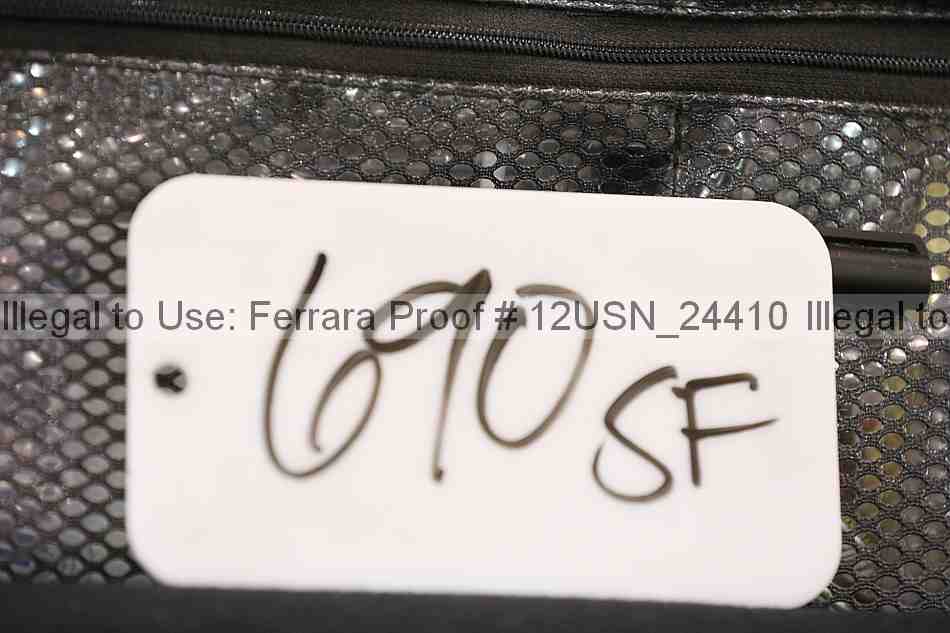 690 SF
Illegal to Use: Ferrara Proof # 12USN_24410 Illegal to